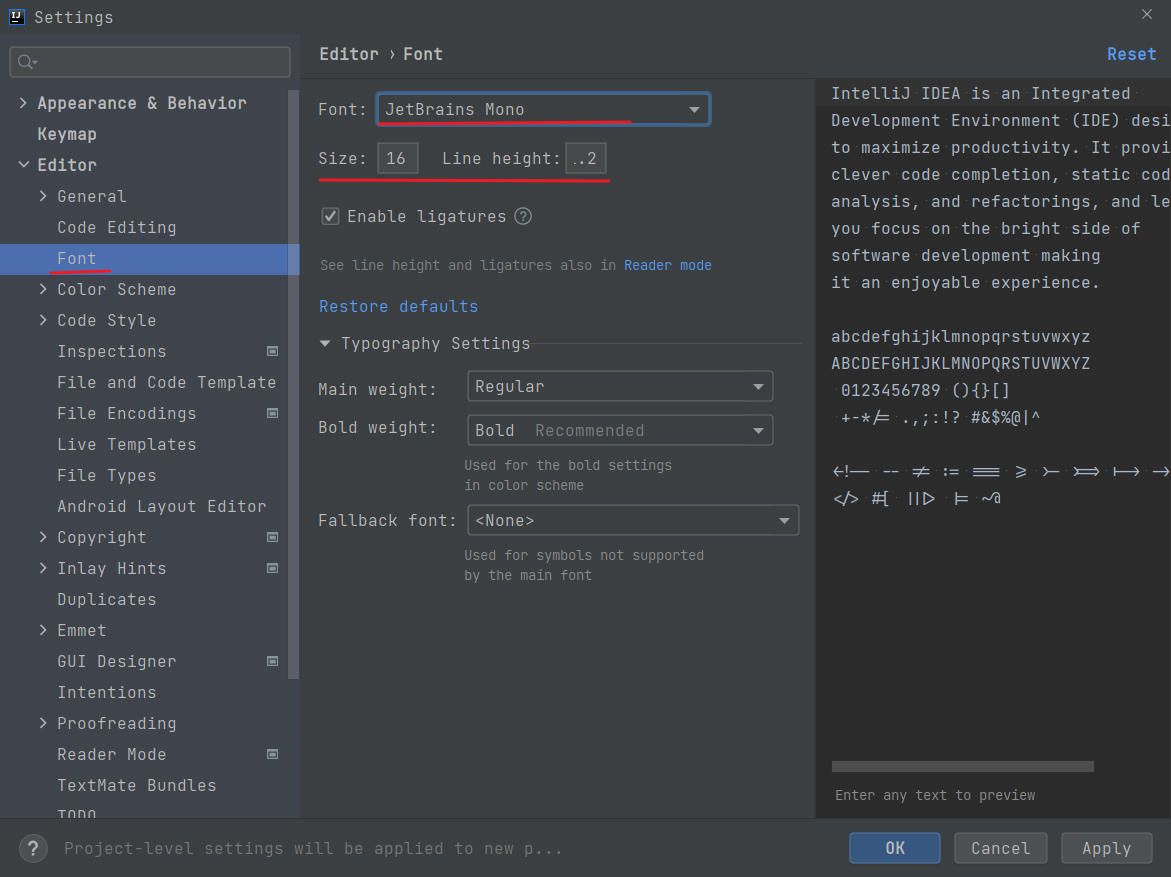 Settings
Appearance & Behavior
Keymap
Editor
General
Code Editing
Font
Color Scheme
Code Style
Inspections
File and Code Template
File Encodings
Live Templates
File Types
Android Layout Editor
Copyright
Inlay Hints
Duplicates
Emmet
GUI Designer
Intentions
Proofreading
Reader Mode
TextMate Bundles
TODO
Editor › Font
Reset
Font: JetBrains Mono
Size: 16 Line height: ..2
Enable ligatures ?
See line height and ligatures also in Reader mode
Restore defaults
Typography Settings
Main weight: Regular
Bold weight: Bold Recommended
Used for the bold settings
in color scheme
Fallback font: <None>
Used for symbols not supported
by the main font
IntelliJ IDEA is an Integrated
Development Environment (IDE) desi
to maximize productivity. It provi
clever code completion, static cod
analysis, and refactorings, and le
you focus on the bright side of
software development making
it an enjoyable experience.
abcdefghijklmnopqrstuvwxyz
ABCDEFGHIJKLMNOPQRSTUVWXYZ
0123456789 (){}[]
+-*/= .,;:!? #&$%@|^
<!-- -- != := === >= >- >=> |-> ->
</> #[ ||> |= ~@
Enter any text to preview
? Project-level settings will be applied to new p...
OK Cancel Apply